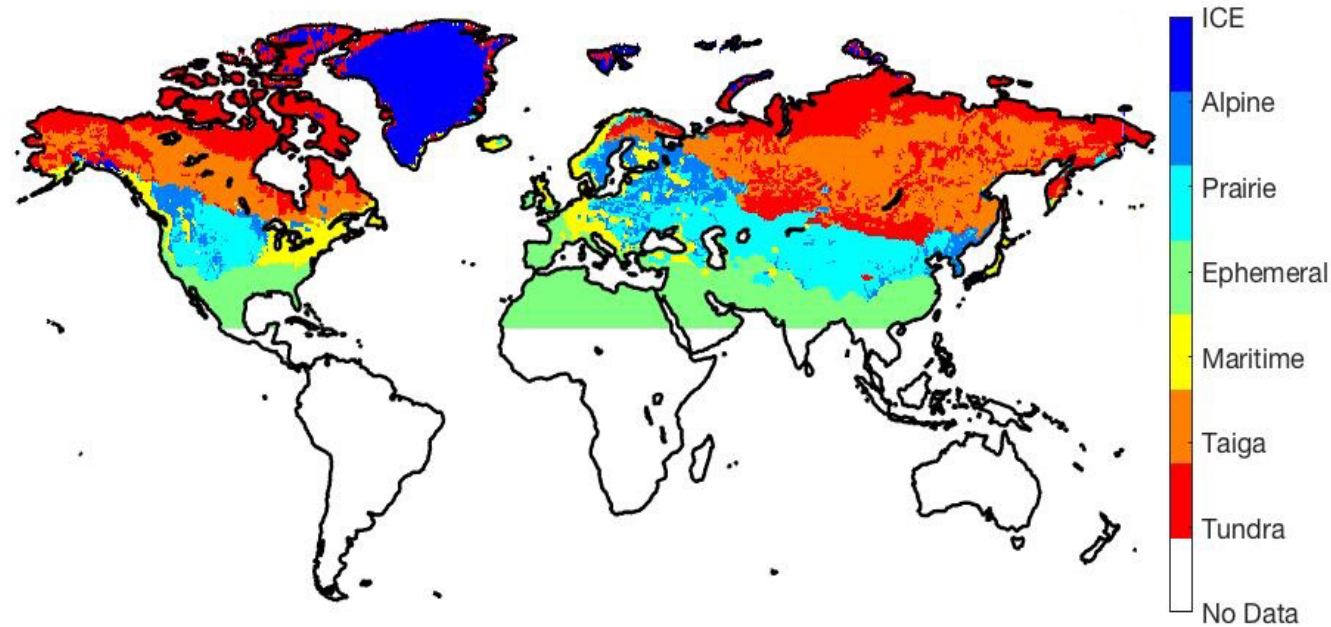 ICE
Alpine
Prairie
Ephemeral
Maritime
Taiga
Tundra
No Data